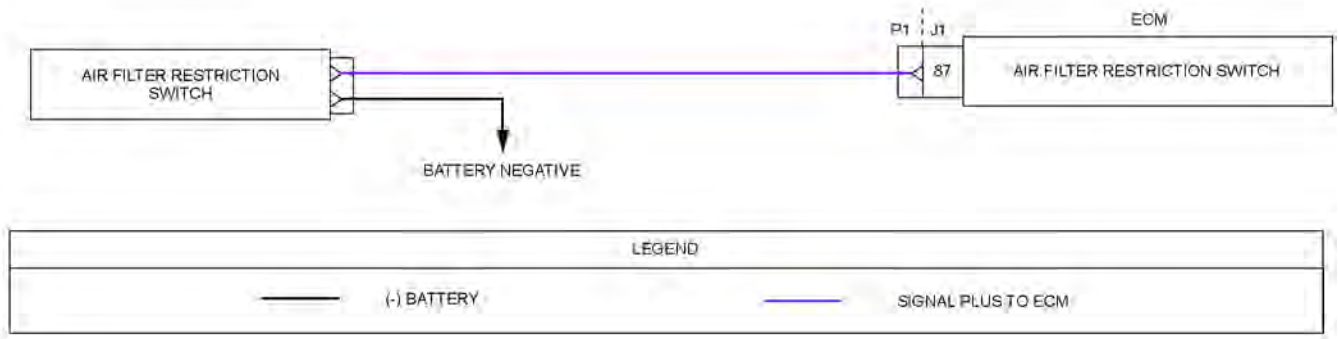 ECM
P1 J1
AIR FILTER RESTRICTION
SWITCH
87
AIR FILTER RESTRICTION SWITCH
BATTERY NEGATIVE
LEGEND
(-) BATTERY
SIGNAL PLUS TO ECM